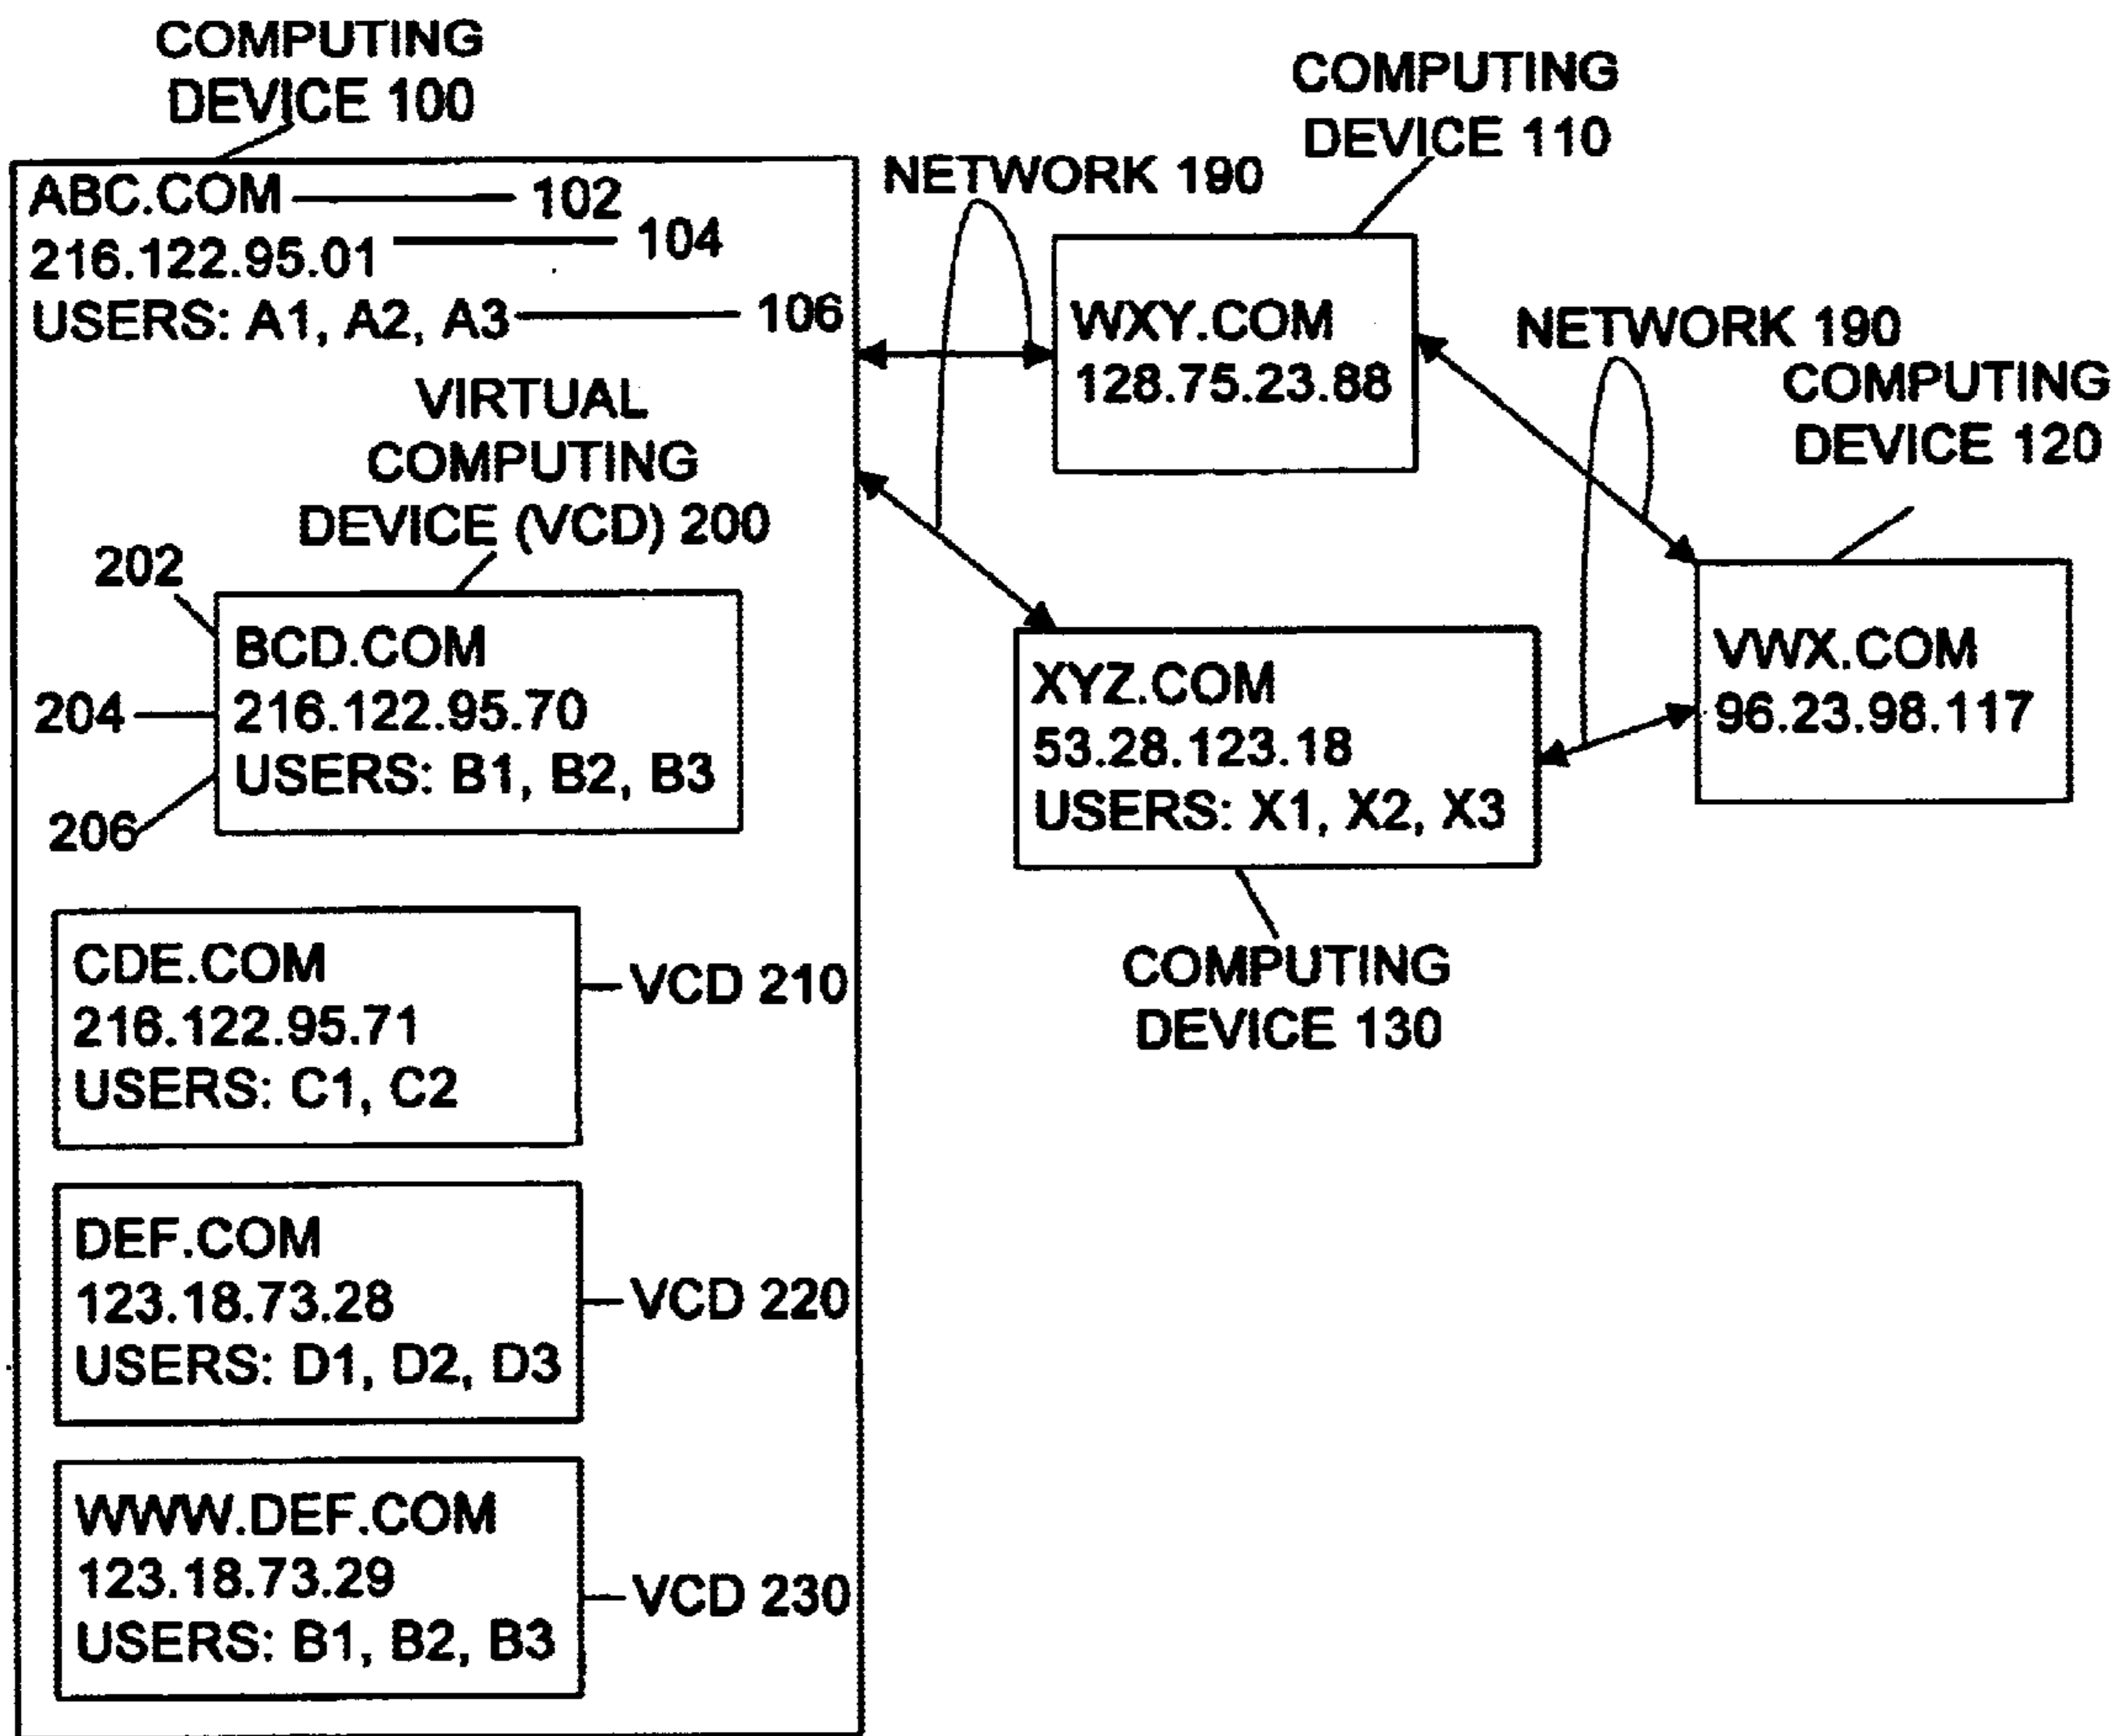 COMPUTING
DEVICE 100
ABC.COM 102
216.122.95.01 104
USERS: A1, A2, A3 106
VIRTUAL
COMPUTING
DEVICE (VCD) 200
202
204
206
BCD.COM
216.122.95.70
USERS: B1, B2, B3
CDE.COM
216.122.95.71
USERS: C1, C2
VCD 210
DEF.COM
123.18.73.28
USERS: D1, D2, D3
VCD 220
WWW.DEF.COM
123.18.73.29
USERS: B1, B2, B3
VCD 230
NETWORK 190
COMPUTING
DEVICE 110
WXY.COM
128.75.23.88
NETWORK 190
COMPUTING
DEVICE 120
VWX.COM
96.23.98.117
XYZ.COM
53.28.123.18
USERS: X1, X2, X3
COMPUTING
DEVICE 130